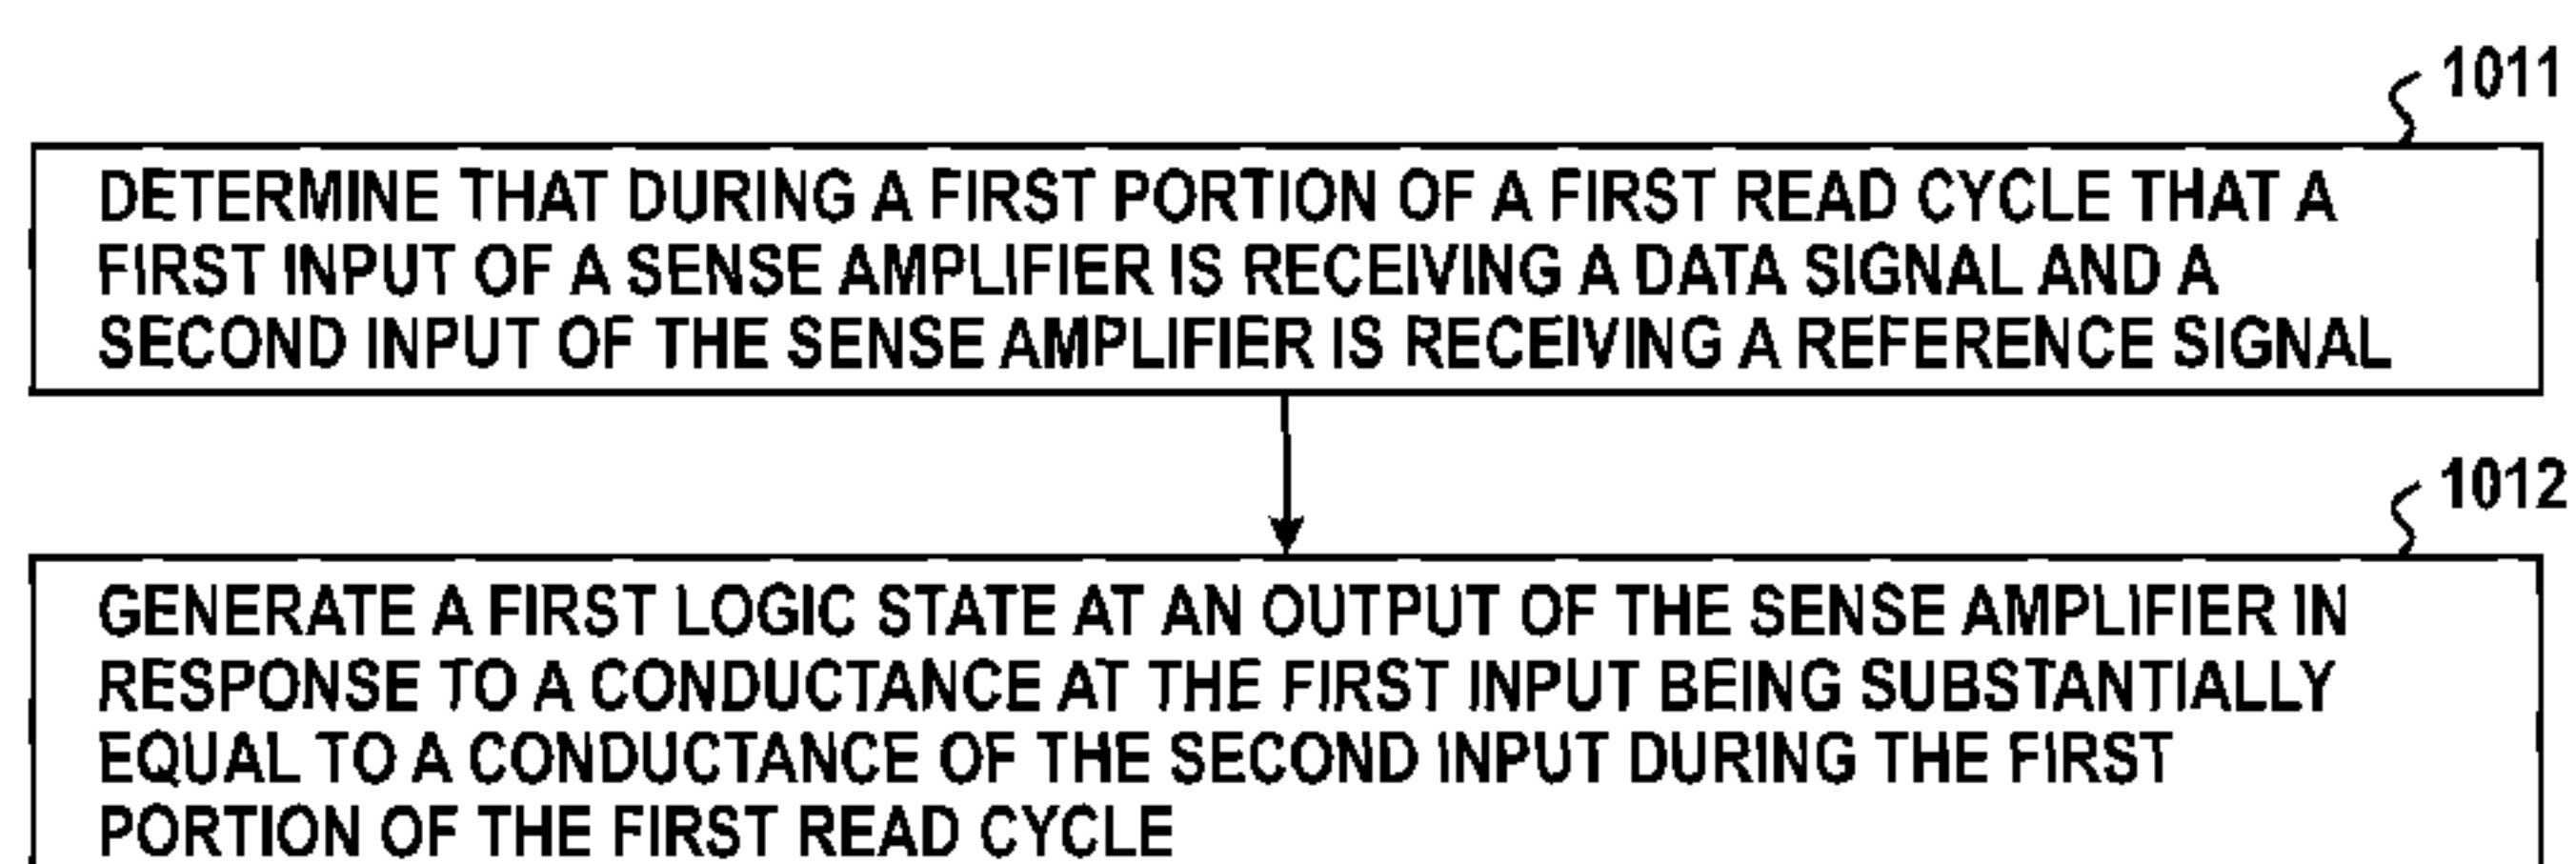 1011
DETERMINE THAT DURING A FIRST PORTION OF A FIRST READ CYCLE THAT A
FIRST INPUT OF A SENSE AMPLIFIER IS RECEIVING A DATA SIGNAL AND A
SECOND INPUT OF THE SENSE AMPLIFIER IS RECEIVING A REFERENCE SIGNAL
1012
GENERATE A FIRST LOGIC STATE AT AN OUTPUT OF THE SENSE AMPLIFIER IN
RESPONSE TO A CONDUCTANCE AT THE FIRST INPUT BEING SUBSTANTIALLY
EQUAL TO A CONDUCTANCE OF THE SECOND INPUT DURING THE FIRST
PORTION OF THE FIRST READ CYCLE